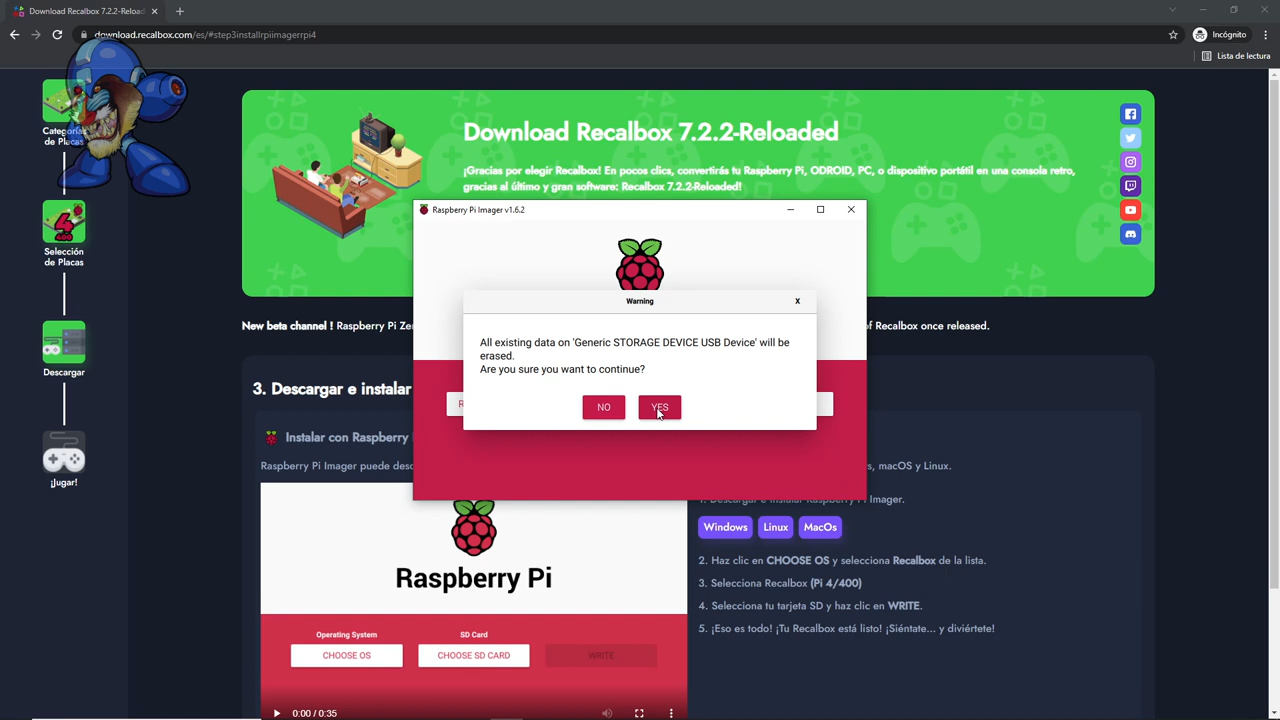 Download Recalbox 7.2.2-Reload
download.recalbox.com/es/#step3installrpiimagerrpi4
Incógnito
Lista de lectura
Categorías
de Placas
Selección
de Placas
Descargar
¡Jugar!
Download Recalbox 7.2.2-Reloaded
¡Gracias por elegir Recalbox! En pocos clics, convertirás tu Raspberry Pi, ODROID, PC, o dispositivo portátil en una consola retro,
gracias al último y gran software: Recalbox 7.2.2-Reloaded!
Raspberry Pi Imager v1.6.2
Warning
X
All existing data on 'Generic STORAGE DEVICE USB Device' will be
erased.
Are you sure you want to continue?
NO
YES
New beta channel ! Raspberry Pi Ze
of Recalbox once released.
3. Descargar e instalar
Instalar con Raspberry
Raspberry Pi Imager puede desc
s, macOS y Linux.
1. Descargar e instalar Raspberry Pi Imager.
Windows
Linux
MacOs
2. Haz clic en CHOOSE OS y selecciona Recalbox de la lista.
3. Selecciona Recalbox (Pi 4/400)
4. Selecciona tu tarjeta SD y haz clic en WRITE.
5. ¡Eso es todo! ¡Tu Recalbox está listo! ¡Siéntate... y diviértete!
Raspberry Pi
Operating System
SD Card
CHOOSE OS
CHOOSE SD CARD
WRITE
0:00 / 0:35